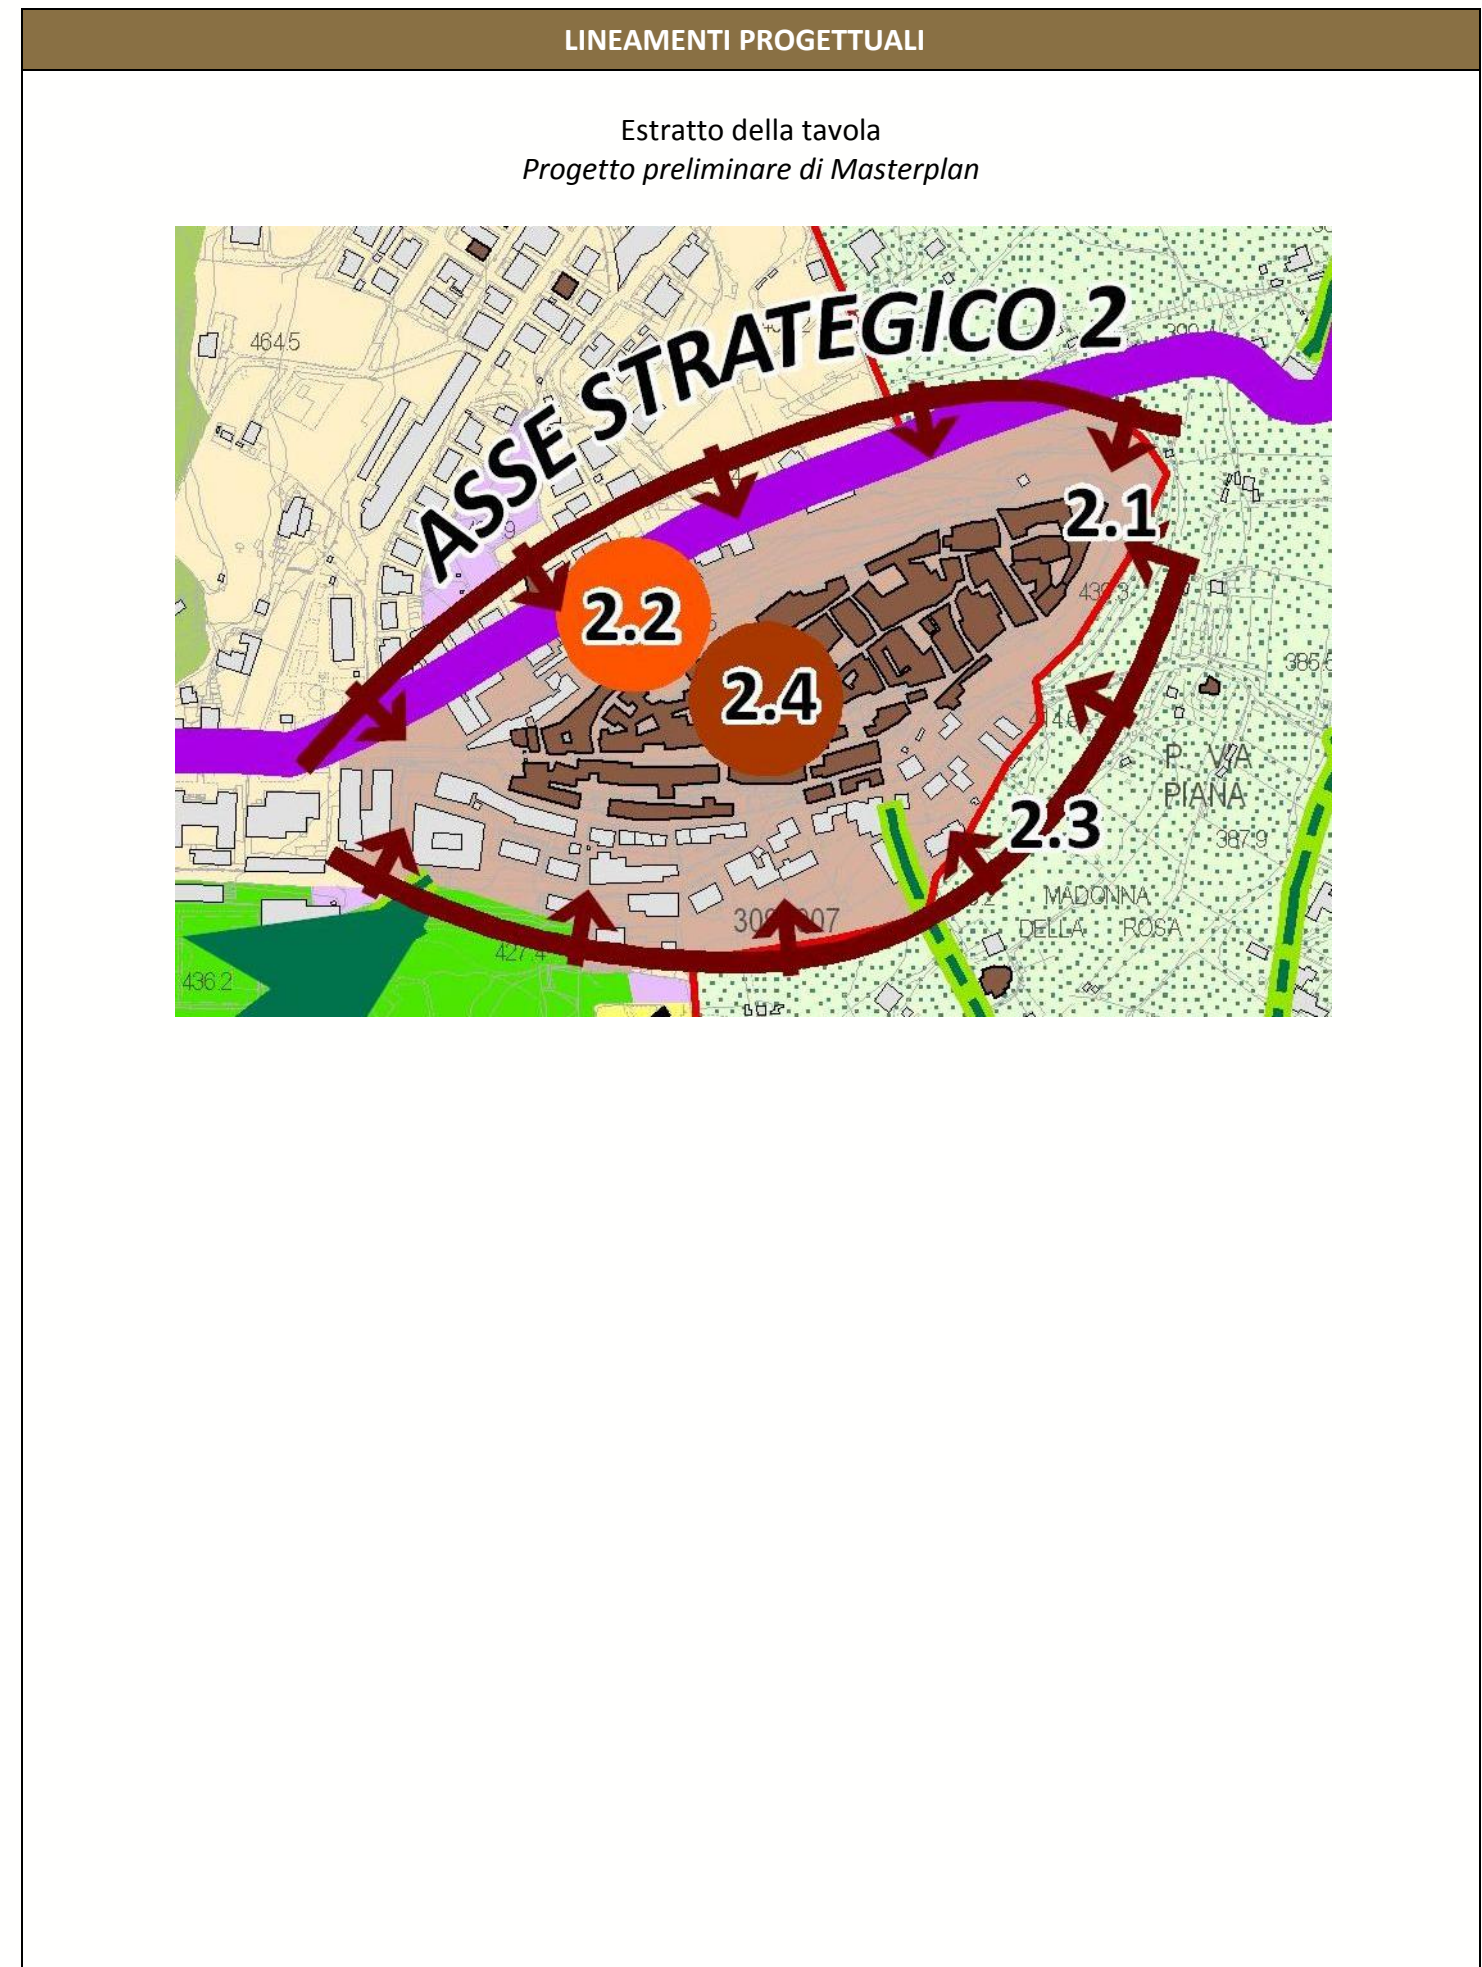 LINEAMENTI PROGETTUALI
Estratto della tavola
Progetto preliminare di Masterplan
ASSE STRATEGICO 2
464.5
2.1
2.2
2.4
385.5
P. VIA
PIANA
2.3
387.9
MADONNA
DELLA ROSA
427.4
436.2